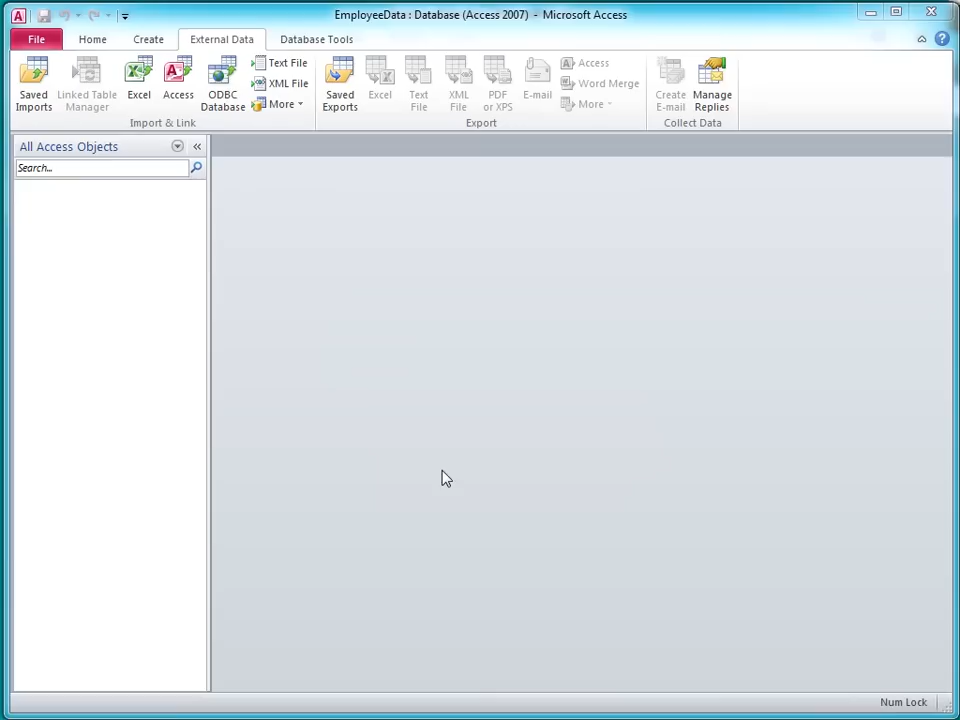 EmployeeData : Database (Access 2007) - Microsoft Access
File Home Create External Data Database Tools
Saved Imports
Linked Table Manager
Excel
Access
ODBC Database
Text File
XML File
More
Import & Link
Saved Exports
Excel
Text File
XML File
PDF or XPS
E-mail
Access
Word Merge
More
Export
Create E-mail
Manage Replies
Collect Data
All Access Objects
Search...
Num Lock